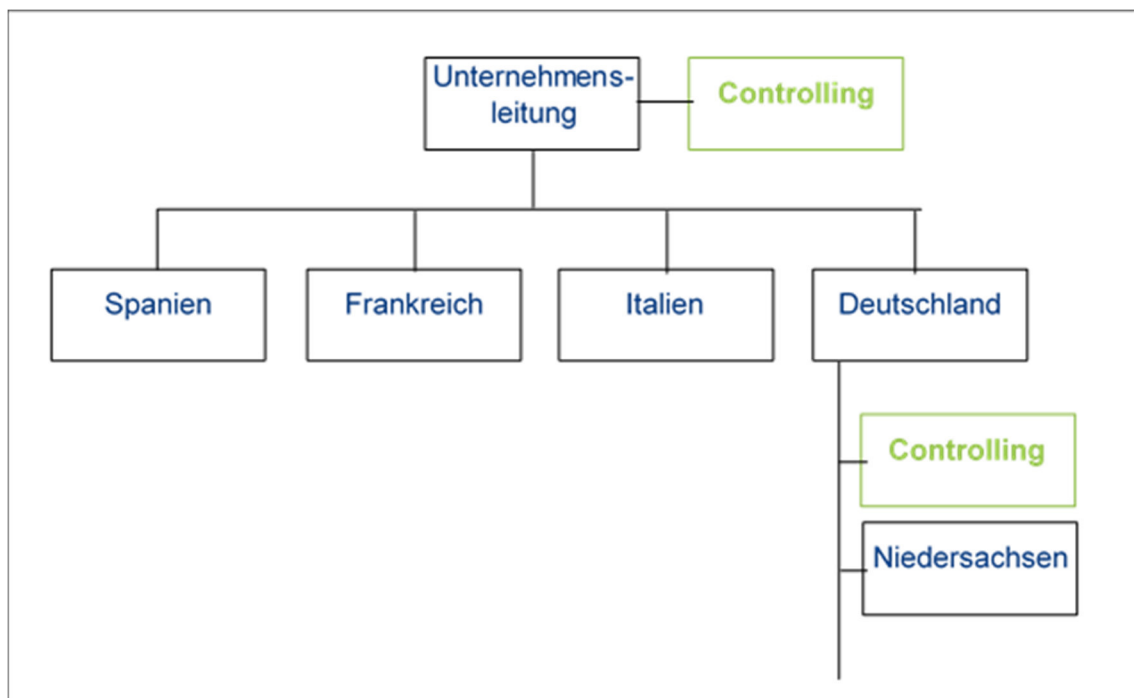 Unternehmens-
leitung
Controlling
Spanien
Frankreich
Italien
Deutschland
Controlling
Niedersachsen